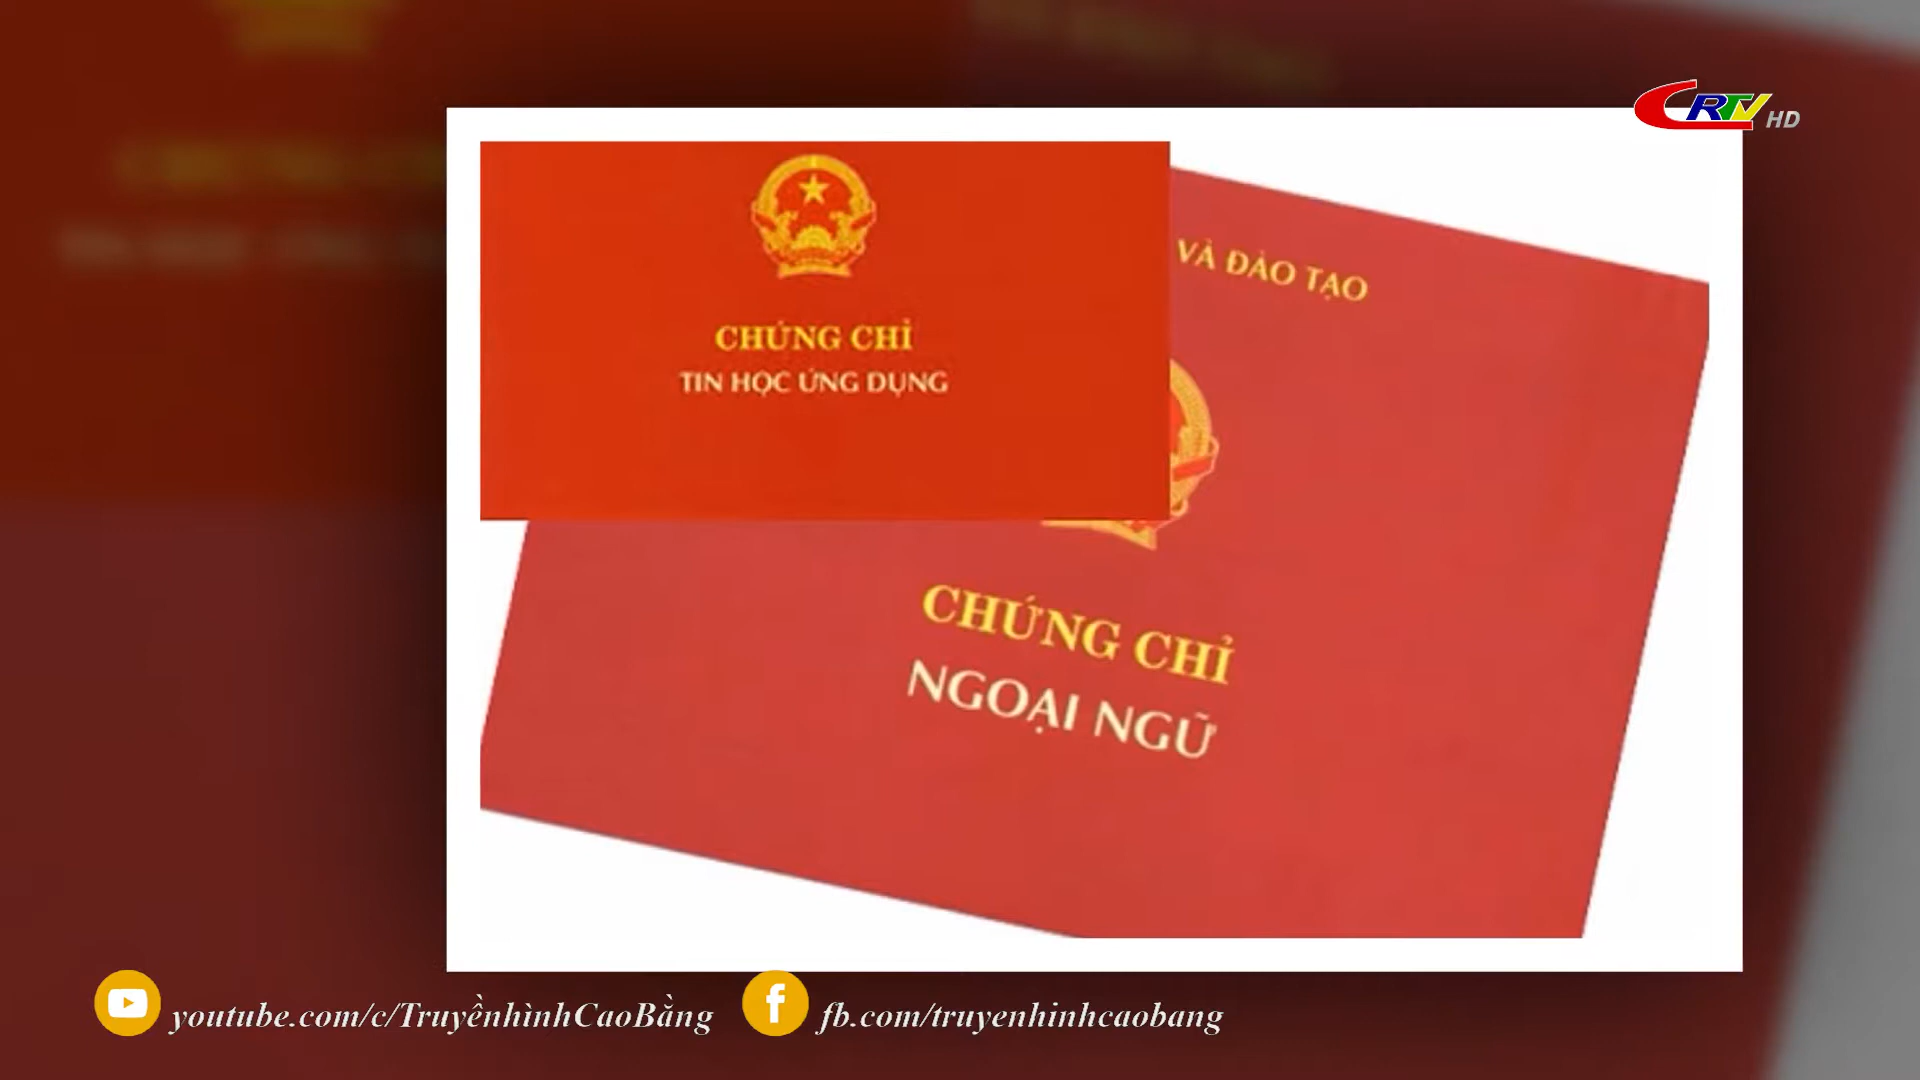 CRTV HD
VÀ ĐÀO TẠO
CHỨNG CHỈ
TIN HỌC ỨNG DỤNG
CHỨNG CHỈ
NGOẠI NGỮ
youtube.com/c/TruyềnhìnhCaoBằng
fb.com/truyenhinhcaobang